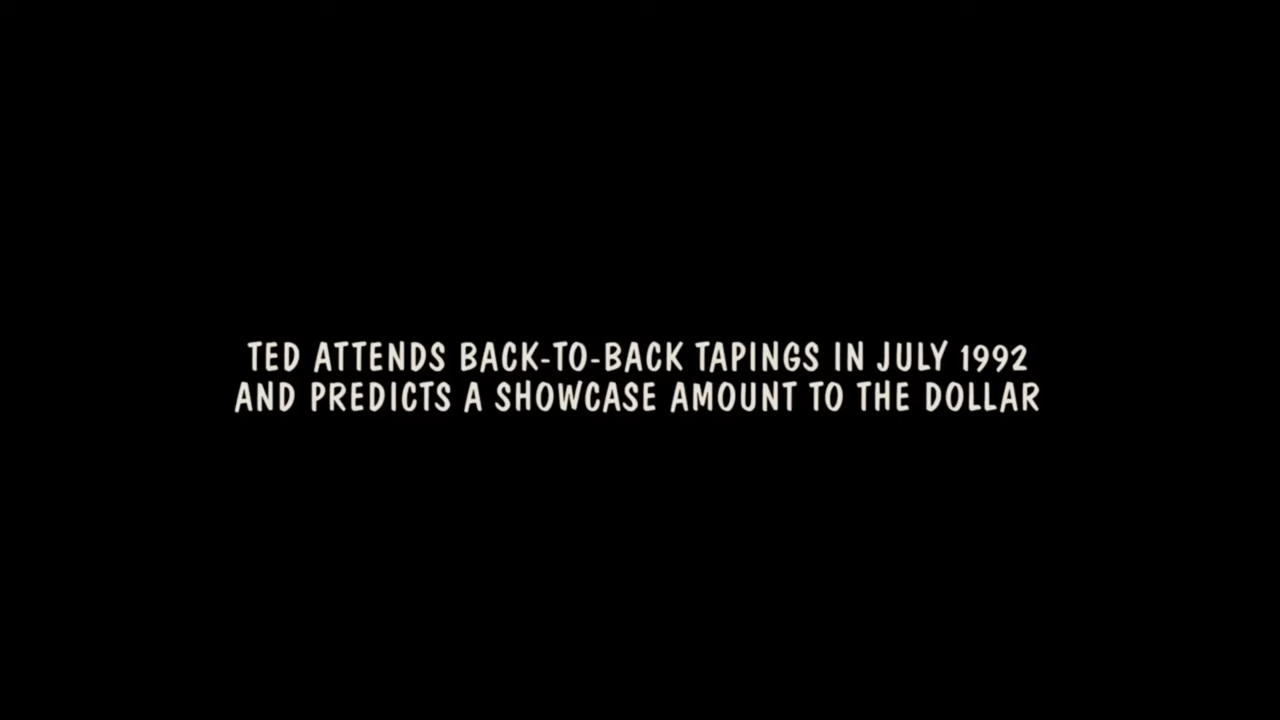 TED ATTENDS BACK-TO-BACK TAPINGS IN JULY 1992
AND PREDICTS A SHOWCASE AMOUNT TO THE DOLLAR